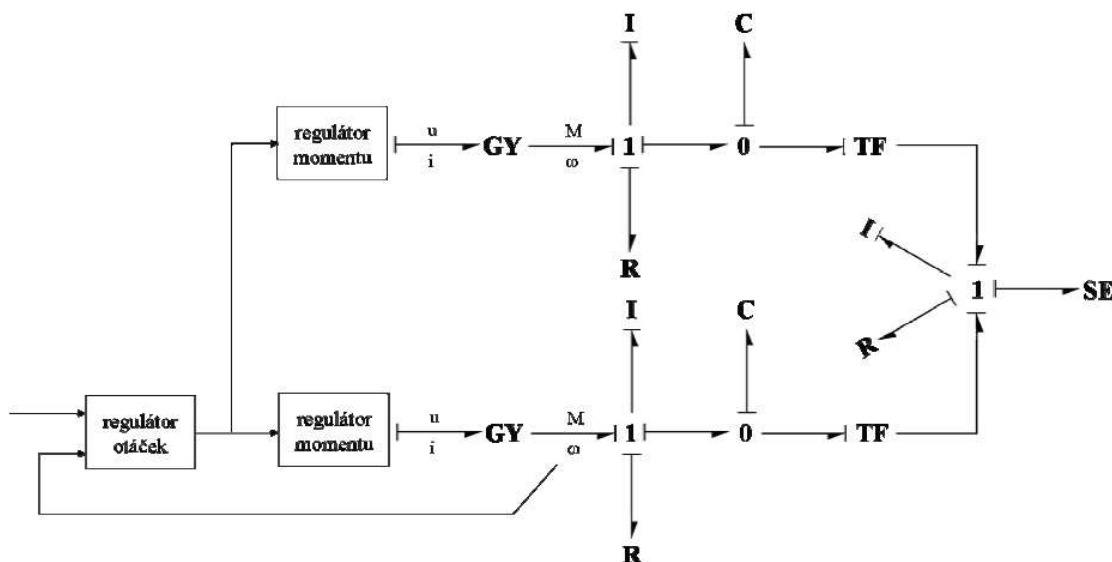 I
C
regulátor
momentu
u
i
GY
M
ω
1
0
TF
R
I
R
1
SE
I
C
regulátor
otáček
regulátor
momentu
u
i
GY
M
ω
1
0
TF
R